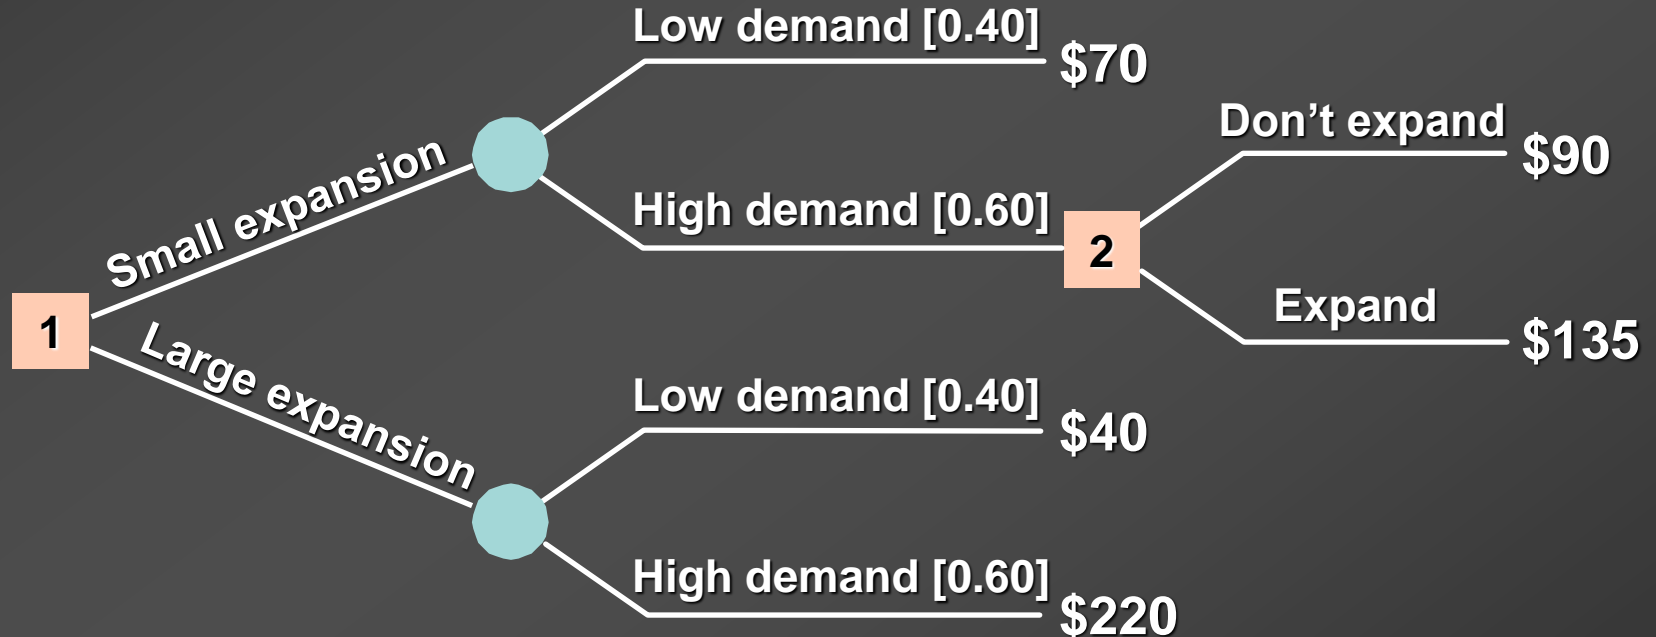 Low demand [0.40]
$70
Don’t expand
$90
Small expansion
High demand [0.60]
2
Expand
$135
1
Large expansion
Low demand [0.40]
$40
High demand [0.60]
$220